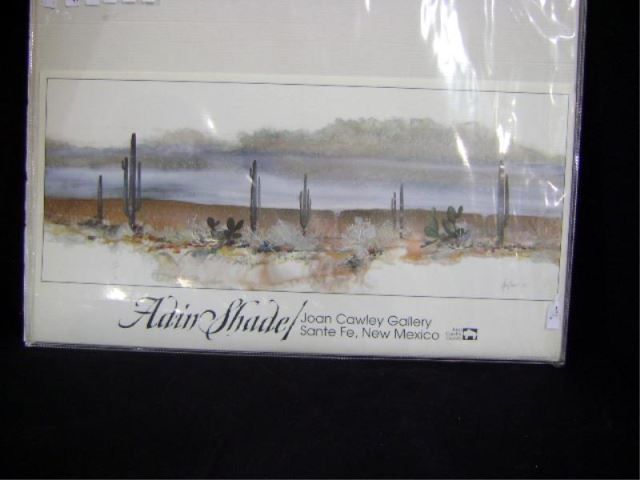 Adin Shade/
Joan Cawley Gallery
Sante Fe, New Mexico